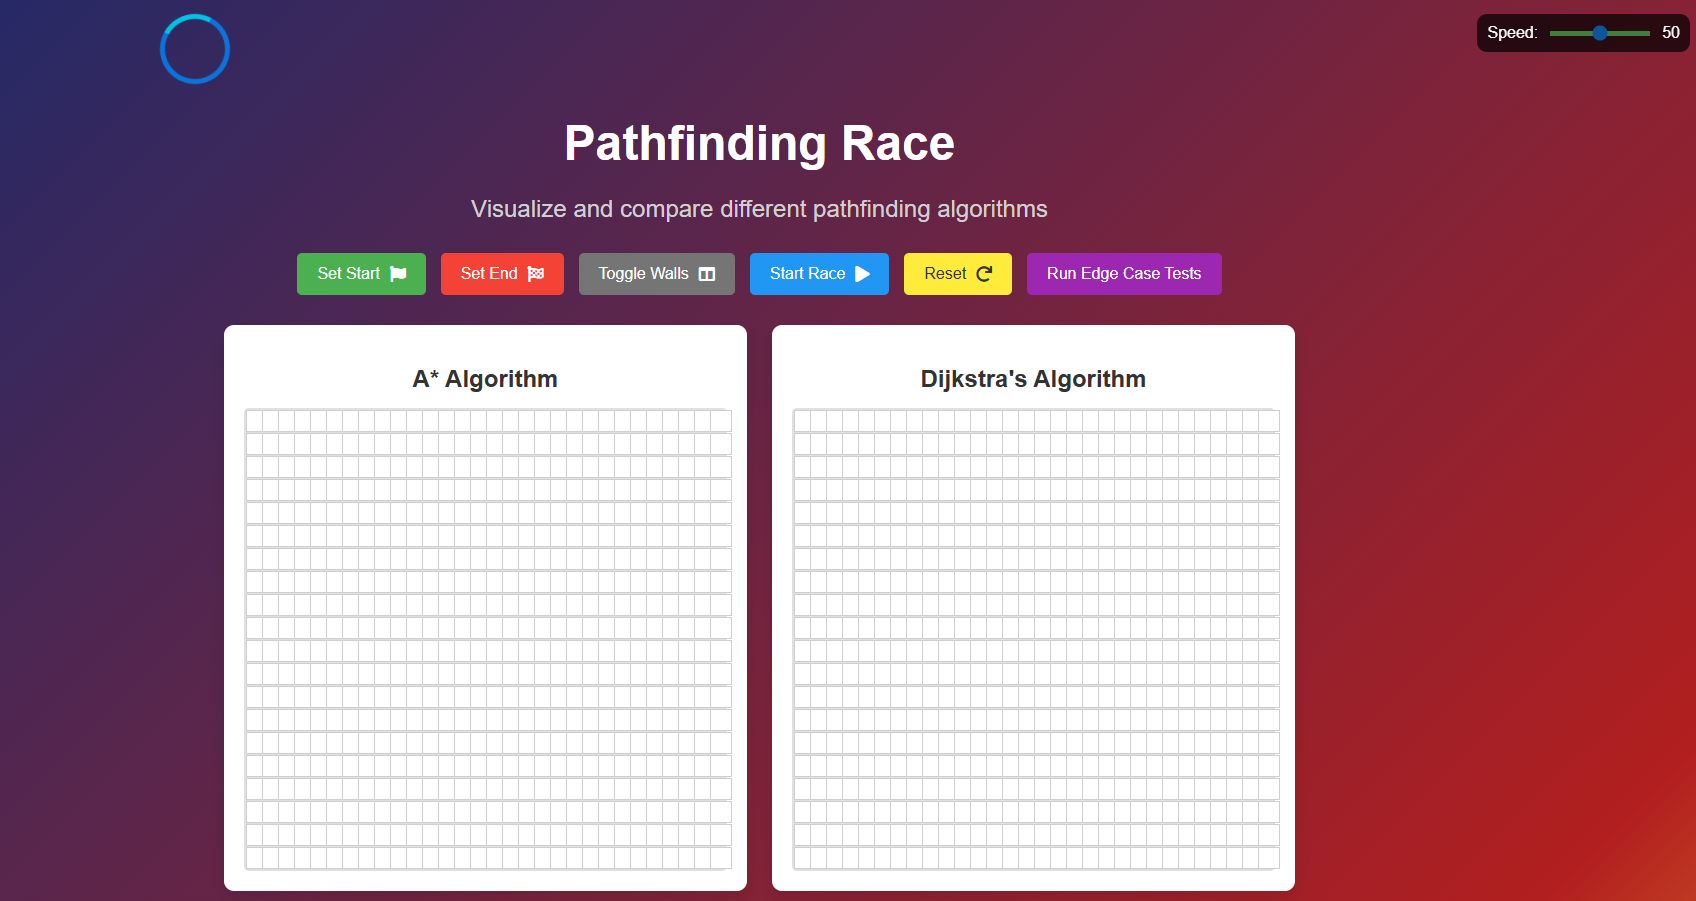 Speed: 50
Pathfinding Race
Visualize and compare different pathfinding algorithms
Set Start
Set End
Toggle Walls
Start Race
Reset
Run Edge Case Tests
A* Algorithm
Dijkstra's Algorithm